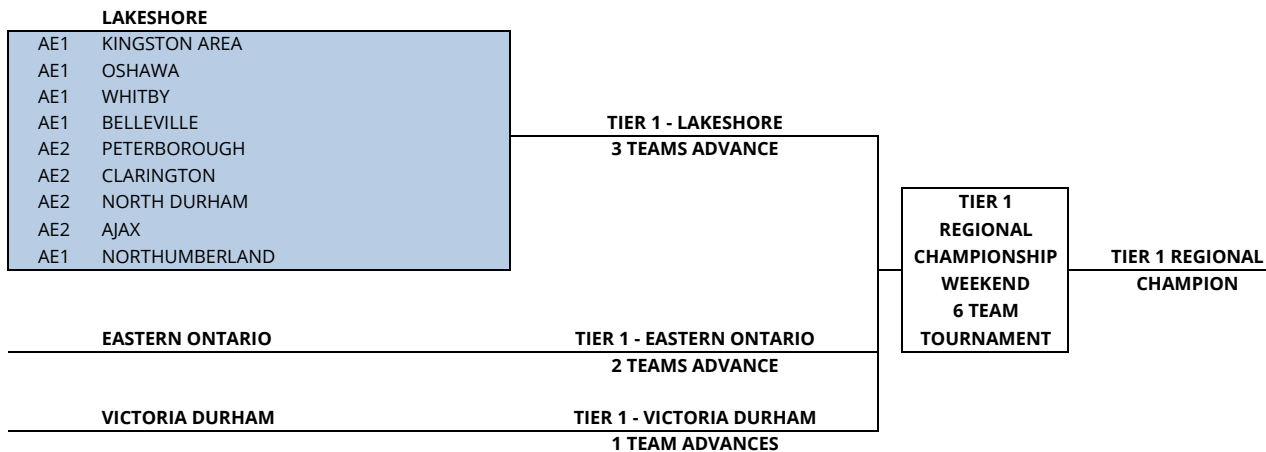 LAKESHORE
AE1 KINGSTON AREA
AE1 OSHAWA
AE1 WHITBY
AE1 BELLEVILLE
AE2 PETERBOROUGH
AE2 CLARINGTON
AE2 NORTH DURHAM
AE2 AJAX
AE1 NORTHUMBERLAND
TIER 1 - LAKESHORE
3 TEAMS ADVANCE
EASTERN ONTARIO
TIER 1 - EASTERN ONTARIO
2 TEAMS ADVANCE
VICTORIA DURHAM
TIER 1 - VICTORIA DURHAM
1 TEAM ADVANCES
TIER 1
REGIONAL
CHAMPIONSHIP
WEEKEND
6 TEAM
TOURNAMENT
TIER 1 REGIONAL
CHAMPION